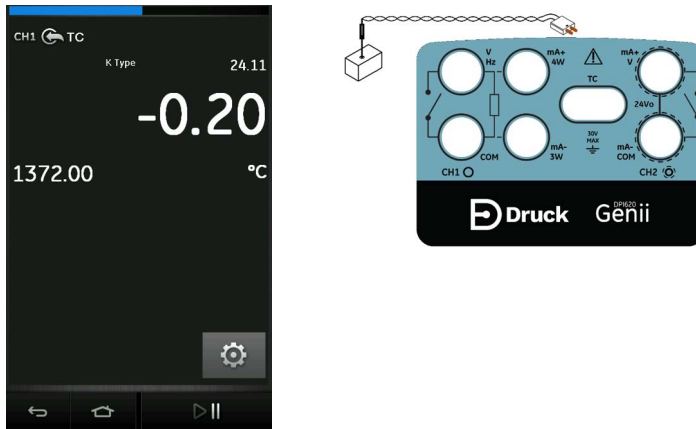 CH1 TC
K Type 24.11
-0.20
1372.00 °C
V Hz
mA+ 4W
TC
mA+ V
24Vo
30V MAX
COM
mA- 3W
mA- COM
CH1
CH2
Druck
DPI620
Genii